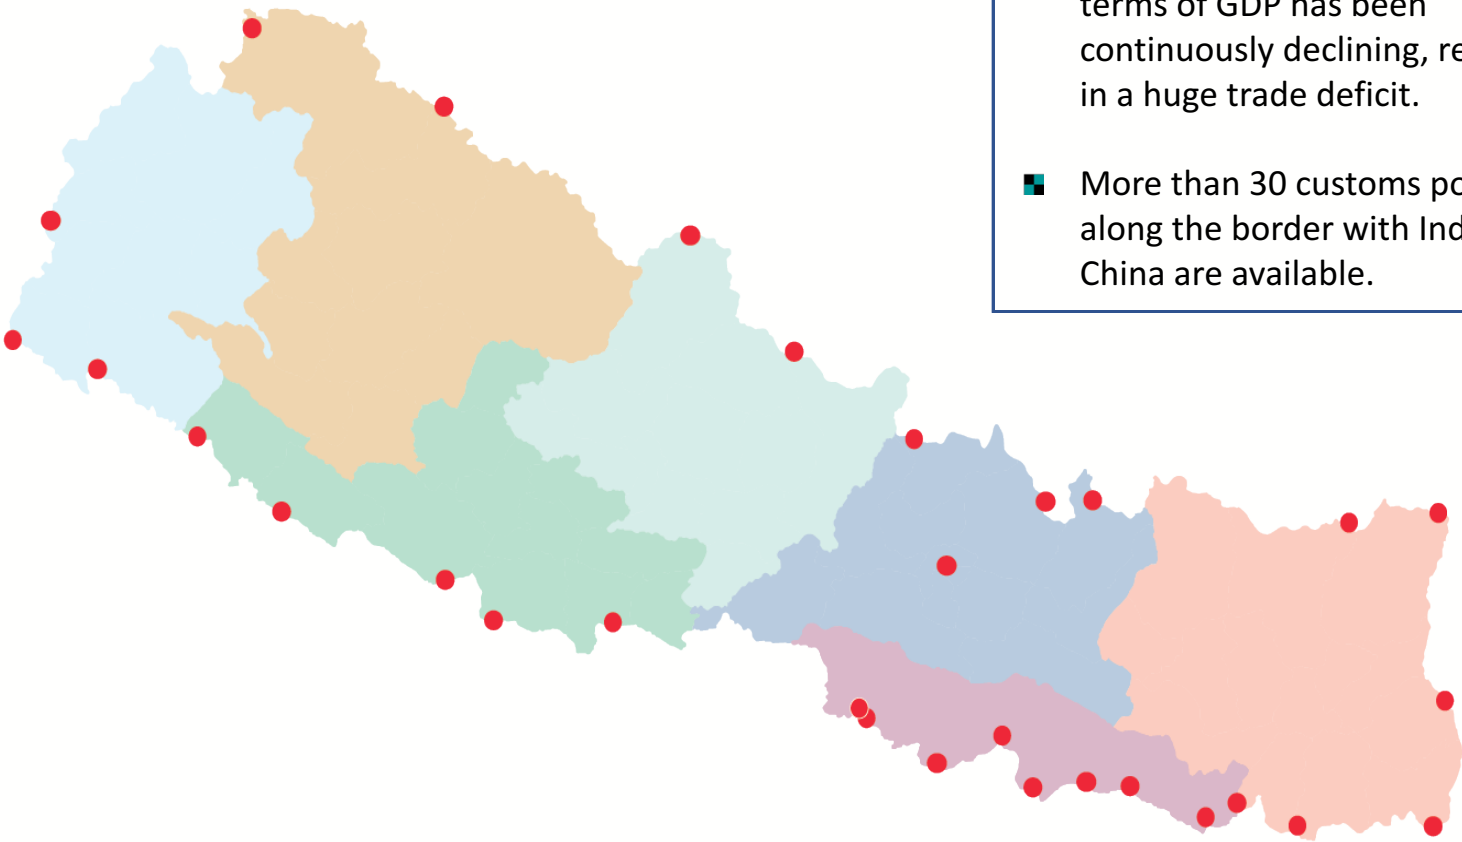 terms of GDP has been
continuously declining, re
in a huge trade deficit.
More than 30 customs po
along the border with Ind
China are available.